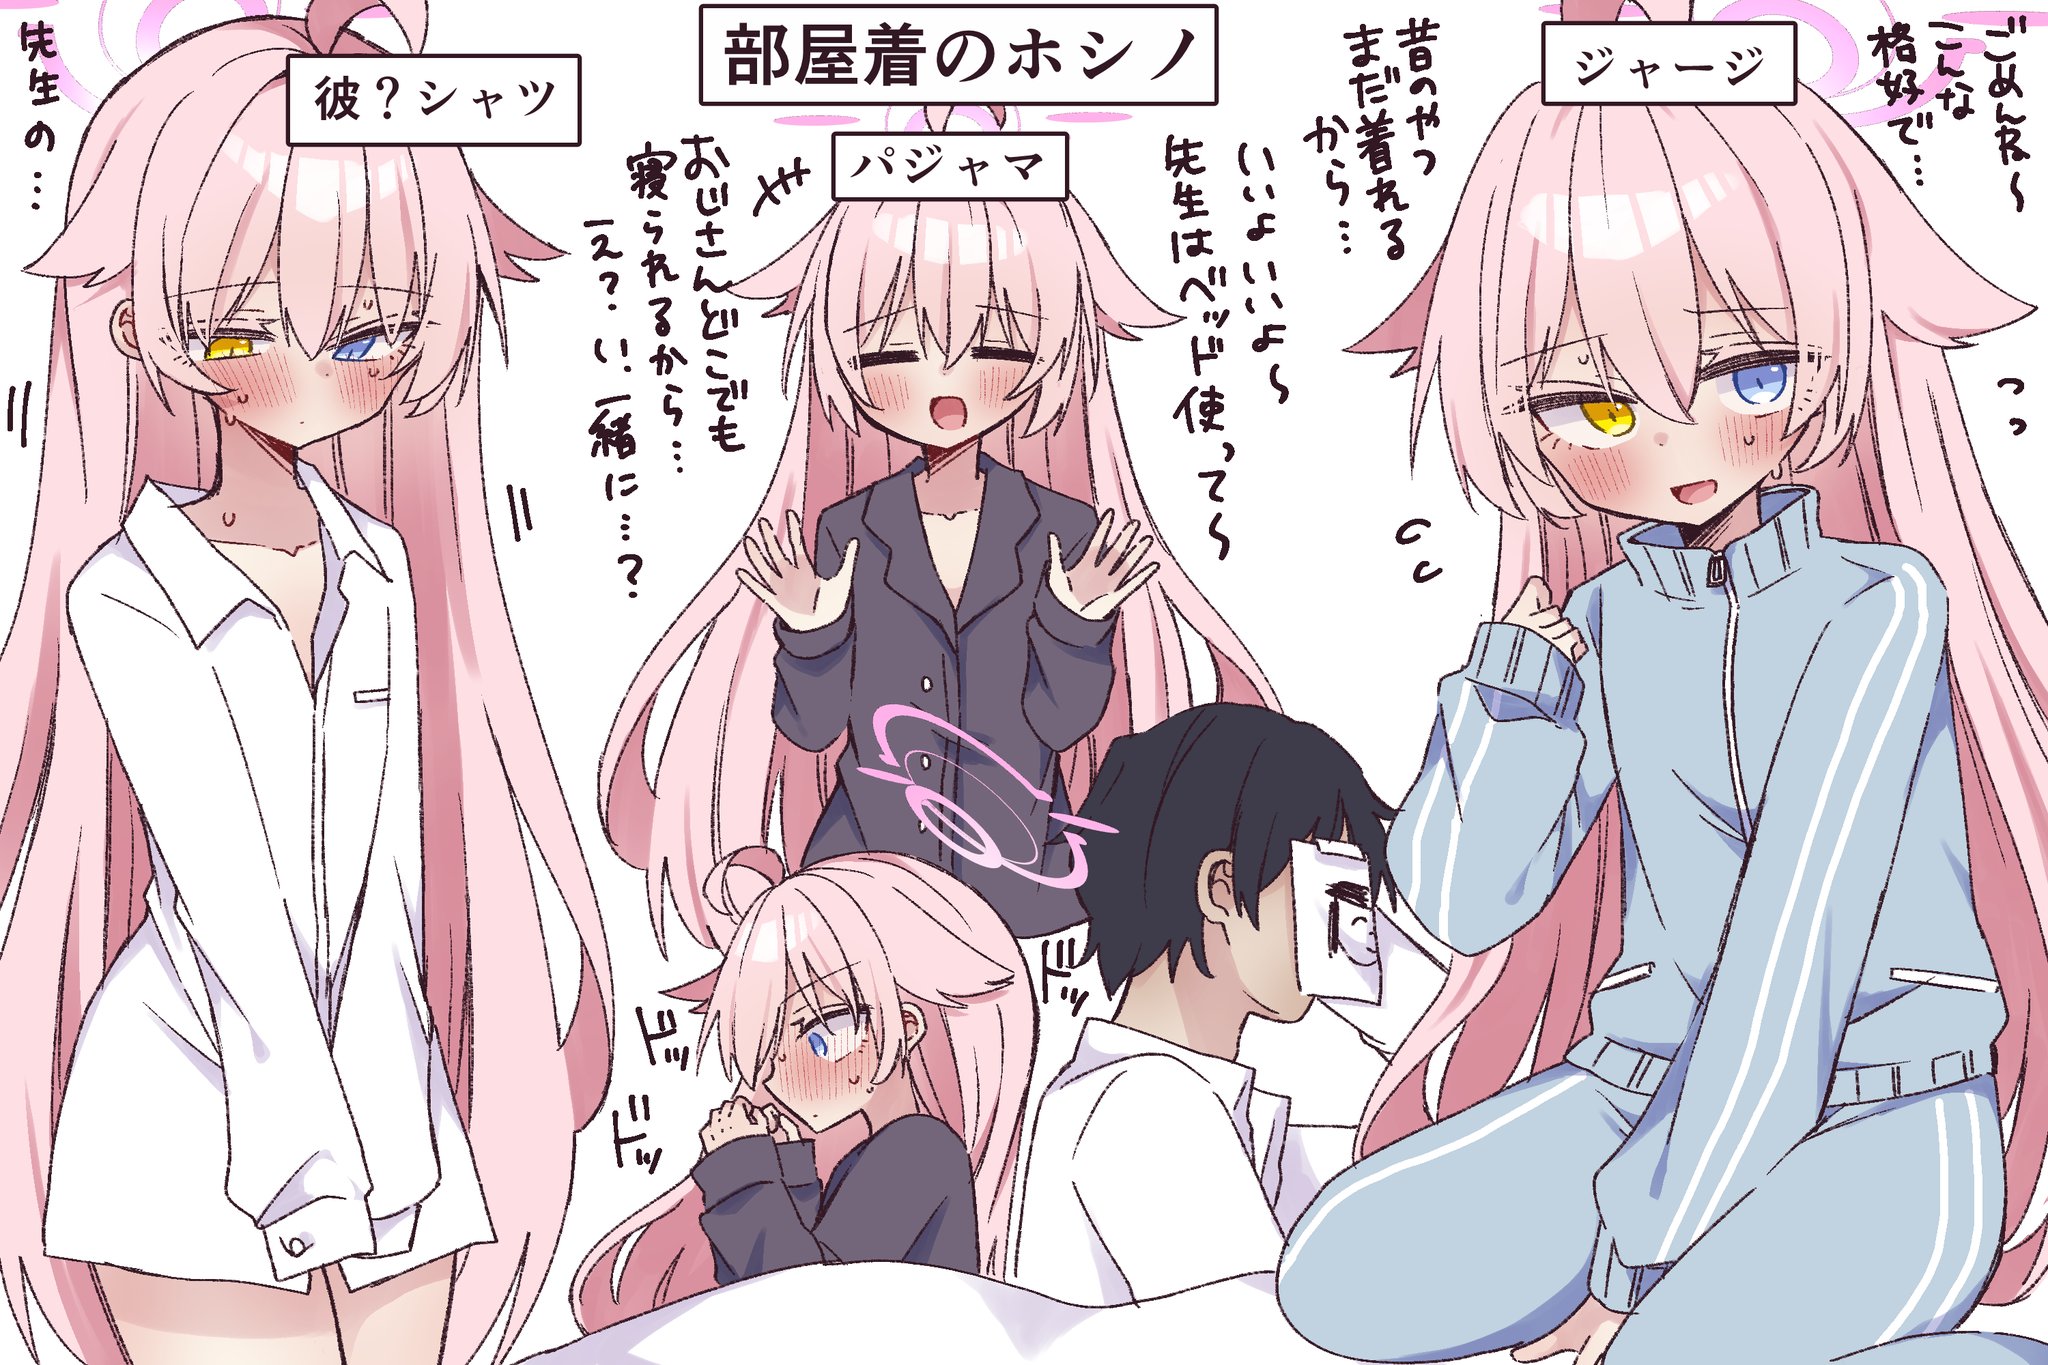 部屋着のホシノ
ジャージ
ごめんね～
こんな
格好で…
昔のやつ
まだ着れる
から…
パジャマ
いいよいいよ～
先生はベッド使って～
おじさんどこでも
寝られるから…
え？い、一緒に…？
ドッ
ドッ
ドッ
彼？シャツ
先生の…